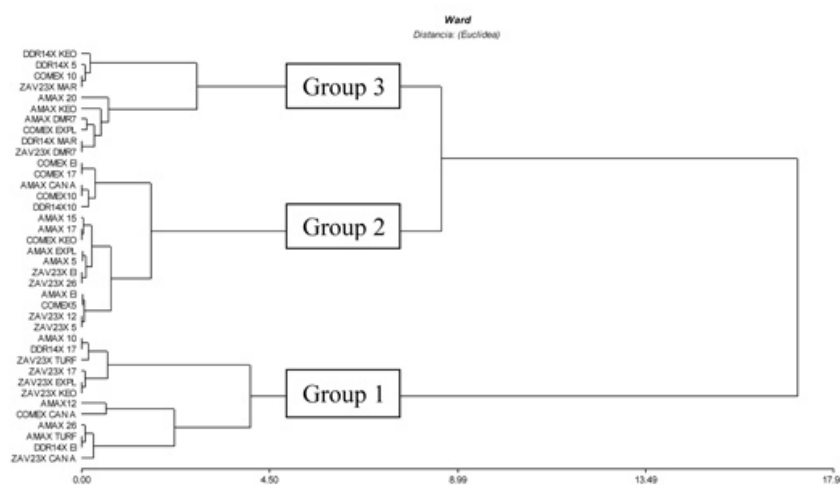 Ward
Distancia: (Euclidea)
DDR14X KEO
DDR14X 5
COMEX 10
ZAV23X MAR
AMAX 20
AMAX KEO
AMAX DMR7
COMEX EXPL
DDR14X MAR
ZAV23X DMR7
COMEX EI
COMEX 17
AMAX CAN A
COMEX10
DDR14X10
AMAX 15
AMAX 17
COMEX KEO
AMAX EXPL
AMAX 5
ZAV23X EI
ZAV23X 26
AMAX EI
COMEX5
ZAV23X 12
ZAV23X 5
AMAX 10
DDR14X 17
ZAV23X TURF
ZAV23X 17
ZAV23X EXPL
ZAV23X KEO
AMAX12
COMEX CAN A
AMAX 26
AMAX TURF
DDR14X EI
ZAV23X CAN A
Group 3
Group 2
Group 1
0.00 4.50 8.99 13.49